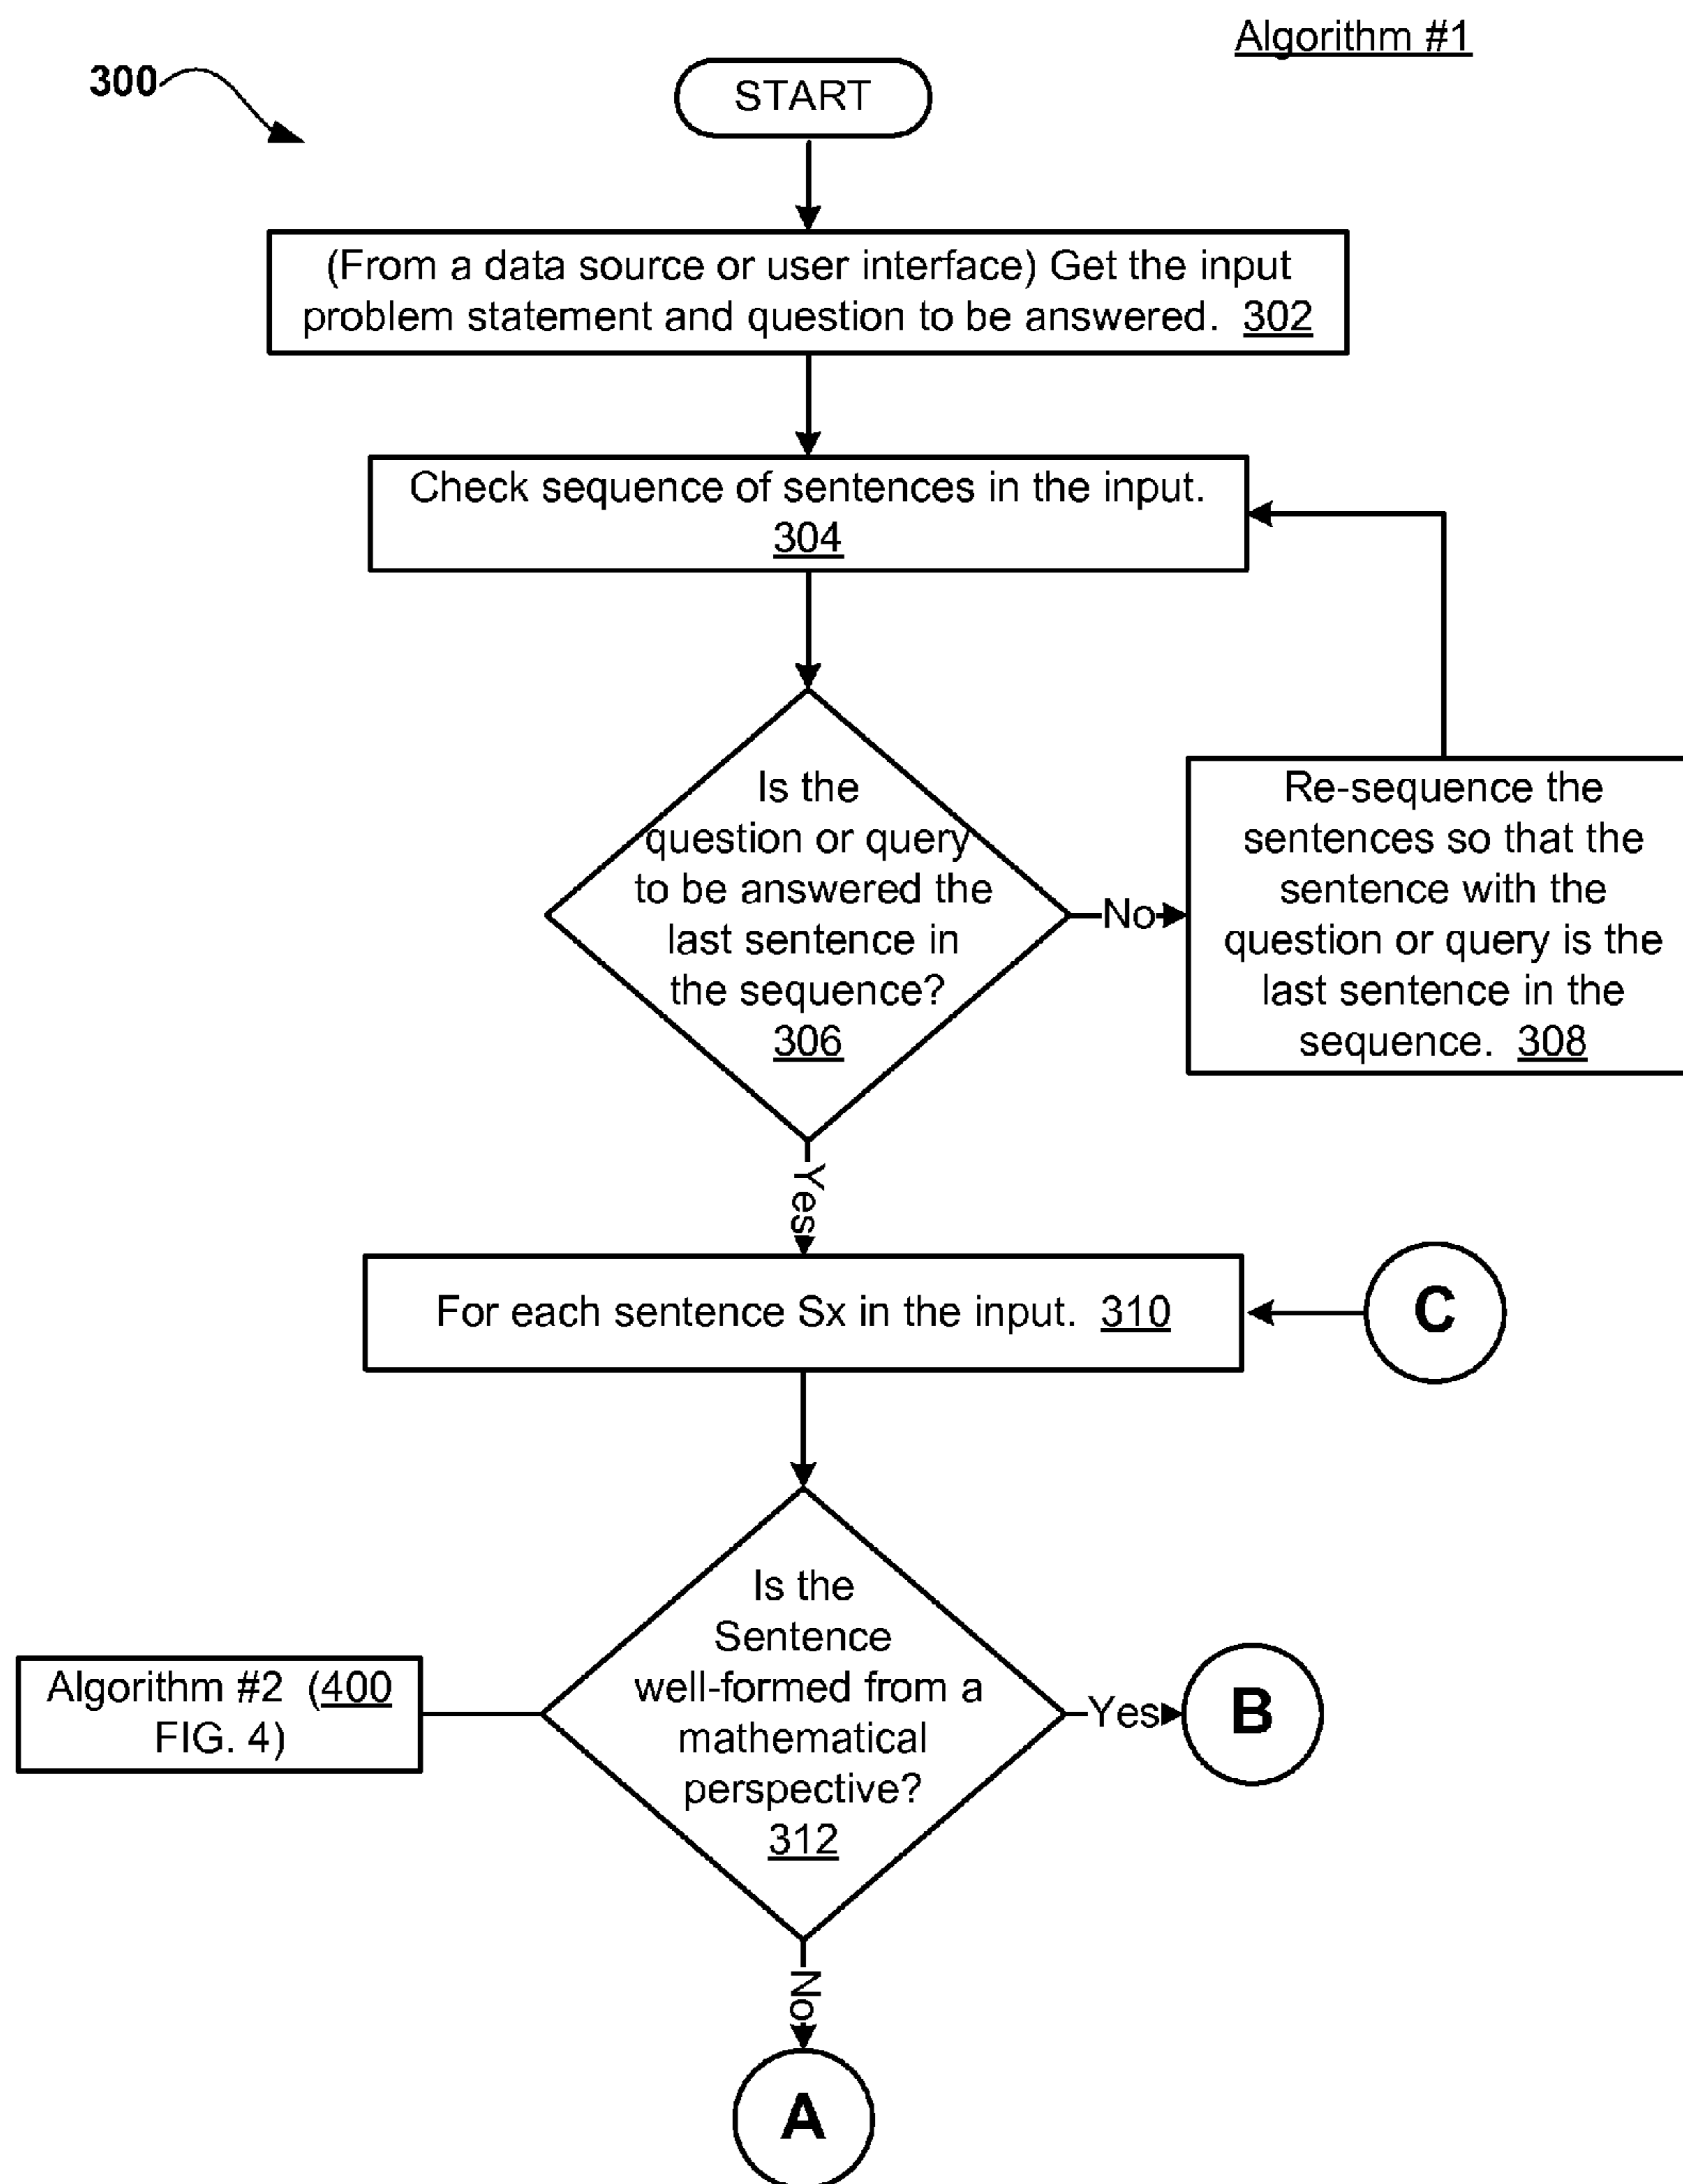 Algorithm #1
300
START
(From a data source or user interface) Get the input
problem statement and question to be answered. 302
Check sequence of sentences in the input.
304
Is the
question or query
to be answered the
last sentence in
the sequence?
306
No
Re-sequence the
sentences so that the
sentence with the
question or query is the
last sentence in the
sequence. 308
Yes
For each sentence Sx in the input. 310
C
Is the
Sentence
well-formed from a
mathematical
perspective?
312
Algorithm #2 (400
FIG. 4)
Yes
B
No
A